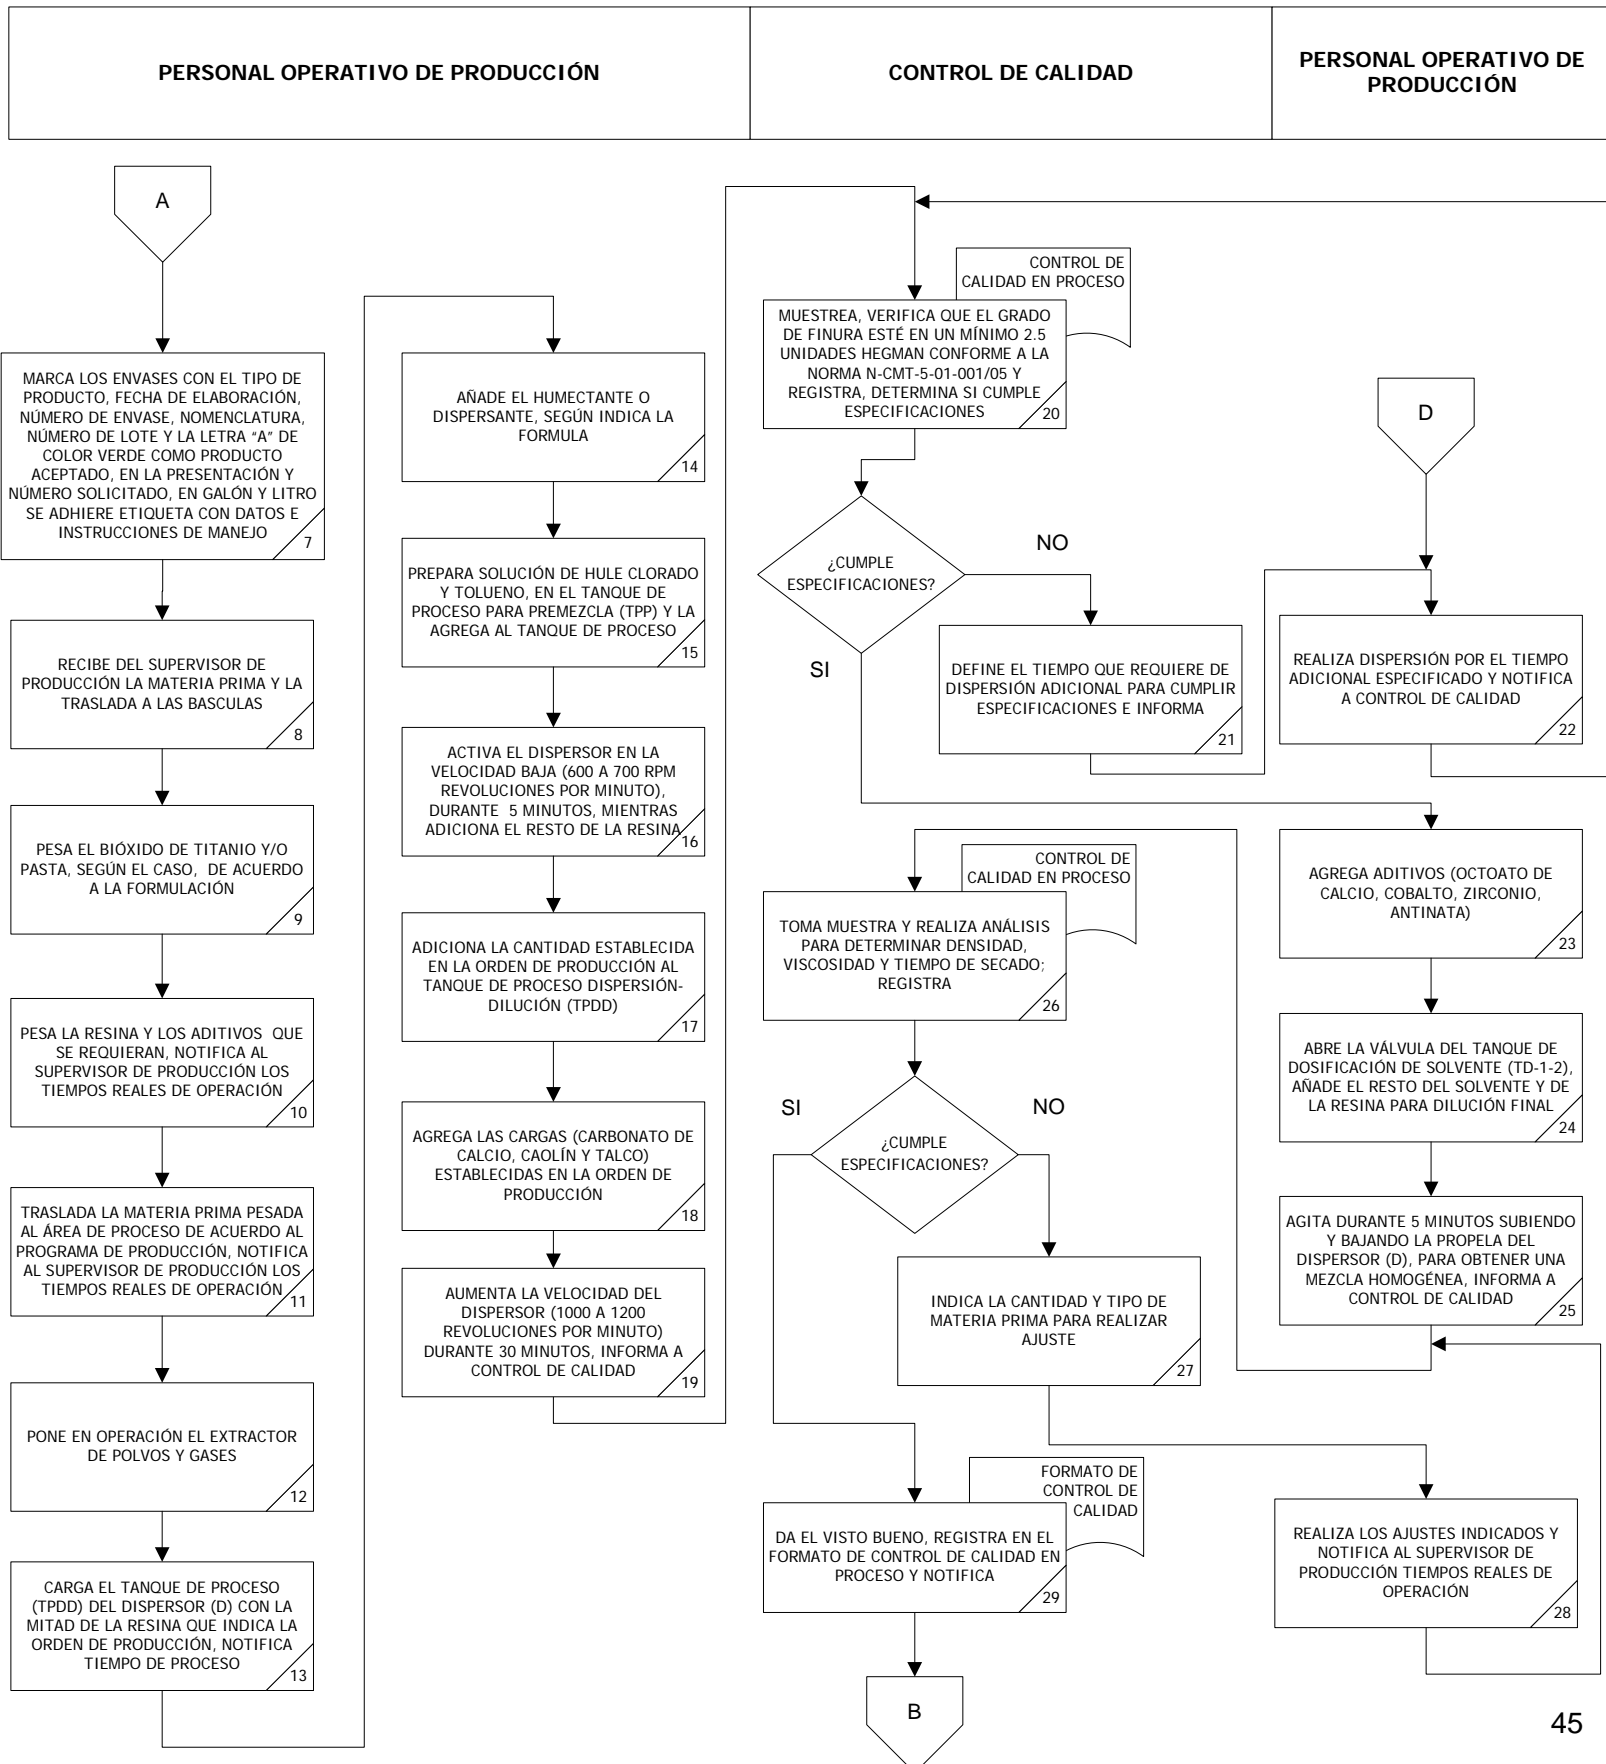 PERSONAL OPERATIVO DE PRODUCCIÓN
CONTROL DE CALIDAD
PERSONAL OPERATIVO DE
PRODUCCIÓN
A
MARCA LOS ENVASES CON EL TIPO DE
PRODUCTO, FECHA DE ELABORACIÓN,
NÚMERO DE ENVASE, NOMENCLATURA,
NÚMERO DE LOTE Y LA LETRA "A" DE
COLOR VERDE COMO PRODUCTO
ACEPTADO, EN LA PRESENTACIÓN Y
NÚMERO SOLICITADO, EN GALÓN Y LITRO
SE ADHIERE ETIQUETA CON DATOS E
INSTRUCCIONES DE MANEJO
7
RECIBE DEL SUPERVISOR DE
PRODUCCIÓN LA MATERIA PRIMA Y LA
TRASLADA A LAS BASCULAS
8
PESA EL BIÓXIDO DE TITANIO Y/O
PASTA, SEGÚN EL CASO, DE ACUERDO
A LA FORMULACIÓN
9
PESA LA RESINA Y LOS ADITIVOS QUE
SE REQUIERAN, NOTIFICA AL
SUPERVISOR DE PRODUCCIÓN LOS
TIEMPOS REALES DE OPERACIÓN
10
TRASLADA LA MATERIA PRIMA PESADA
AL ÁREA DE PROCESO DE ACUERDO AL
PROGRAMA DE PRODUCCIÓN, NOTIFICA
AL SUPERVISOR DE PRODUCCIÓN LOS
TIEMPOS REALES DE OPERACIÓN
11
PONE EN OPERACIÓN EL EXTRACTOR
DE POLVOS Y GASES
12
CARGA EL TANQUE DE PROCESO
(TPDD) DEL DISPERSOR (D) CON LA
MITAD DE LA RESINA QUE INDICA LA
ORDEN DE PRODUCCIÓN, NOTIFICA
TIEMPO DE PROCESO
13
AÑADE EL HUMECTANTE O
DISPERSANTE, SEGÚN INDICA LA
FORMULA
14
PREPARA SOLUCIÓN DE HULE CLORADO
Y TOLUENO, EN EL TANQUE DE
PROCESO PARA PREMEZCLA (TPP) Y LA
AGREGA AL TANQUE DE PROCESO
15
ACTIVA EL DISPERSOR EN LA
VELOCIDAD BAJA (600 A 700 RPM
REVOLUCIONES POR MINUTO),
DURANTE 5 MINUTOS, MIENTRAS
ADICIONA EL RESTO DE LA RESINA
16
ADICIONA LA CANTIDAD ESTABLECIDA
EN LA ORDEN DE PRODUCCIÓN AL
TANQUE DE PROCESO DISPERSIÓN-
DILUCIÓN (TPDD)
17
AGREGA LAS CARGAS (CARBONATO DE
CALCIO, CAOLÍN Y TALCO)
ESTABLECIDAS EN LA ORDEN DE
PRODUCCIÓN
18
AUMENTA LA VELOCIDAD DEL
DISPERSOR (1000 A 1200
REVOLUCIONES POR MINUTO)
DURANTE 30 MINUTOS, INFORMA A
CONTROL DE CALIDAD
19
CONTROL DE
CALIDAD EN PROCESO
MUESTREA, VERIFICA QUE EL GRADO
DE FINURA ESTÉ EN UN MÍNIMO 2.5
UNIDADES HEGMAN CONFORME A LA
NORMA N-CMT-5-01-001/05 Y
REGISTRA, DETERMINA SI CUMPLE
ESPECIFICACIONES
20
¿CUMPLE
ESPECIFICACIONES?
NO
SI
DEFINE EL TIEMPO QUE REQUIERE DE
DISPERSIÓN ADICIONAL PARA CUMPLIR
ESPECIFICACIONES E INFORMA
21
D
REALIZA DISPERSIÓN POR EL TIEMPO
ADICIONAL ESPECIFICADO Y NOTIFICA
A CONTROL DE CALIDAD
22
AGREGA ADITIVOS (OCTOATO DE
CALCIO, COBALTO, ZIRCONIO,
ANTINATA)
23
ABRE LA VÁLVULA DEL TANQUE DE
DOSIFICACIÓN DE SOLVENTE (TD-1-2),
AÑADE EL RESTO DEL SOLVENTE Y DE
LA RESINA PARA DILUCIÓN FINAL
24
AGITA DURANTE 5 MINUTOS SUBIENDO
Y BAJANDO LA PROPELA DEL
DISPERSOR (D), PARA OBTENER UNA
MEZCLA HOMOGÉNEA, INFORMA A
CONTROL DE CALIDAD
25
CONTROL DE
CALIDAD EN PROCESO
TOMA MUESTRA Y REALIZA ANÁLISIS
PARA DETERMINAR DENSIDAD,
VISCOSIDAD Y TIEMPO DE SECADO;
REGISTRA
26
SI
NO
¿CUMPLE
ESPECIFICACIONES?
INDICA LA CANTIDAD Y TIPO DE
MATERIA PRIMA PARA REALIZAR
AJUSTE
27
REALIZA LOS AJUSTES INDICADOS Y
NOTIFICA AL SUPERVISOR DE
PRODUCCIÓN TIEMPOS REALES DE
OPERACIÓN
28
FORMATO DE
CONTROL DE
CALIDAD
DA EL VISTO BUENO, REGISTRA EN EL
FORMATO DE CONTROL DE CALIDAD EN
PROCESO Y NOTIFICA
29
B
45